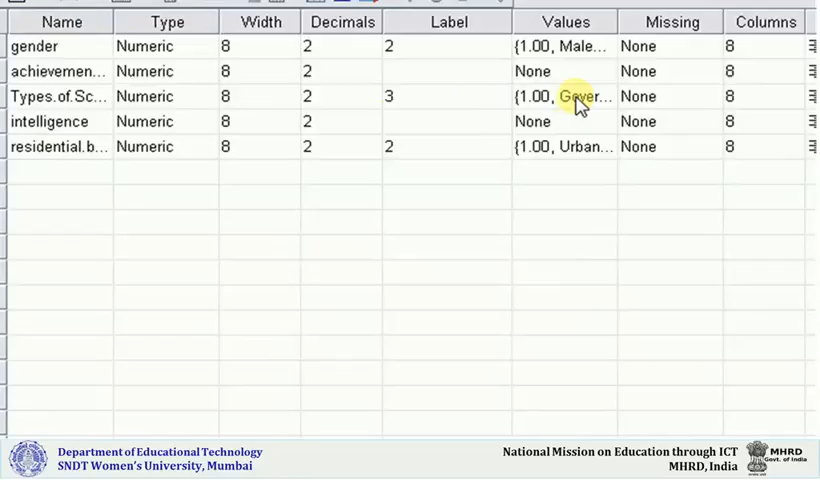 Name Type Width Decimals Label Values Missing Columns
gender Numeric 8 2 2 {1.00, Male... None 8
achievemen... Numeric 8 2 None None 8
Types.of.Sc... Numeric 8 2 3 {1.00, Gover... None 8
intelligence Numeric 8 2 None None 8
residential.b... Numeric 8 2 2 {1.00, Urban... None 8
Department of Educational Technology
SNDT Women's University, Mumbai
National Mission on Education through ICT
MHRD, India
MHRD
Govt. of India